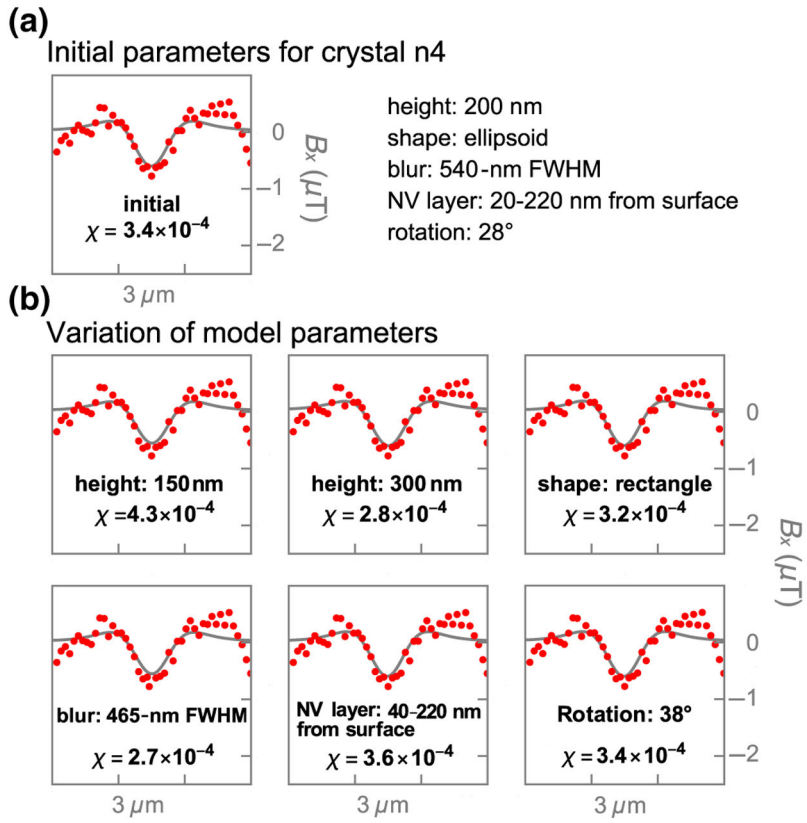 (a)
Initial parameters for crystal n4
initial
χ = 3.4×10⁻⁴
0
−1
−2
Bₓ (µT)
3 µm
height: 200 nm
shape: ellipsoid
blur: 540-nm FWHM
NV layer: 20-220 nm from surface
rotation: 28°
(b)
Variation of model parameters
height: 150 nm
χ =4.3×10⁻⁴
height: 300 nm
χ = 2.8×10⁻⁴
shape: rectangle
χ = 3.2×10⁻⁴
0
−1
−2
Bₓ (µT)
blur: 465-nm FWHM
χ = 2.7×10⁻⁴
NV layer: 40-220 nm
from surface
χ = 3.6×10⁻⁴
Rotation: 38°
χ = 3.4×10⁻⁴
0
−1
−2
3 µm
3 µm
3 µm